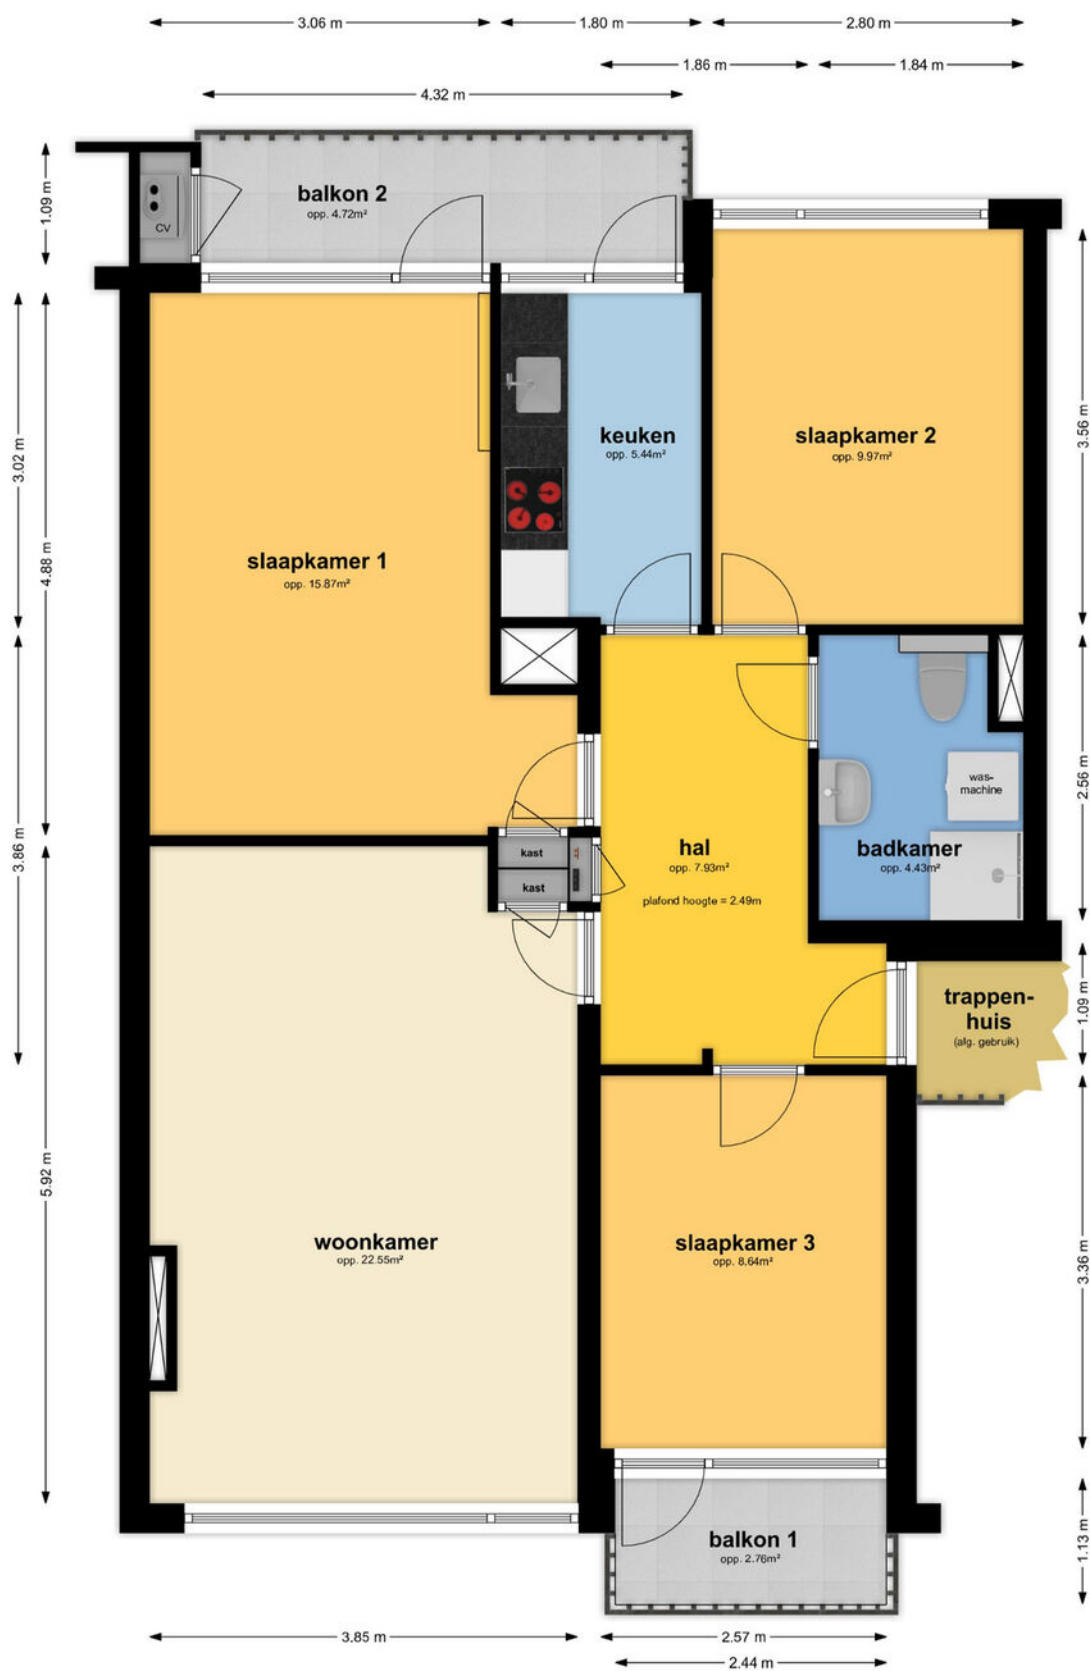 3.06 m
1.80 m
2.80 m
1.86 m
1.84 m
4.32 m
1.09 m
balkon 2
opp. 4.72m²
CV
3.02 m
4.88 m
3.56 m
keuken
opp. 5.44m²
slaapkamer 2
opp. 9.97m²
slaapkamer 1
opp. 15.87m²
3.86 m
2.56 m
was-
machine
hal
opp. 7.93m²
plafond hoogte = 2.49m
badkamer
opp. 4.43m²
kast
kast
trappen-
huis
(alg. gebruik)
1.09 m
5.92 m
woonkamer
opp. 22.55m²
slaapkamer 3
opp. 8.64m²
3.36 m
balkon 1
opp. 2.76m²
1.13 m
3.85 m
2.57 m
2.44 m